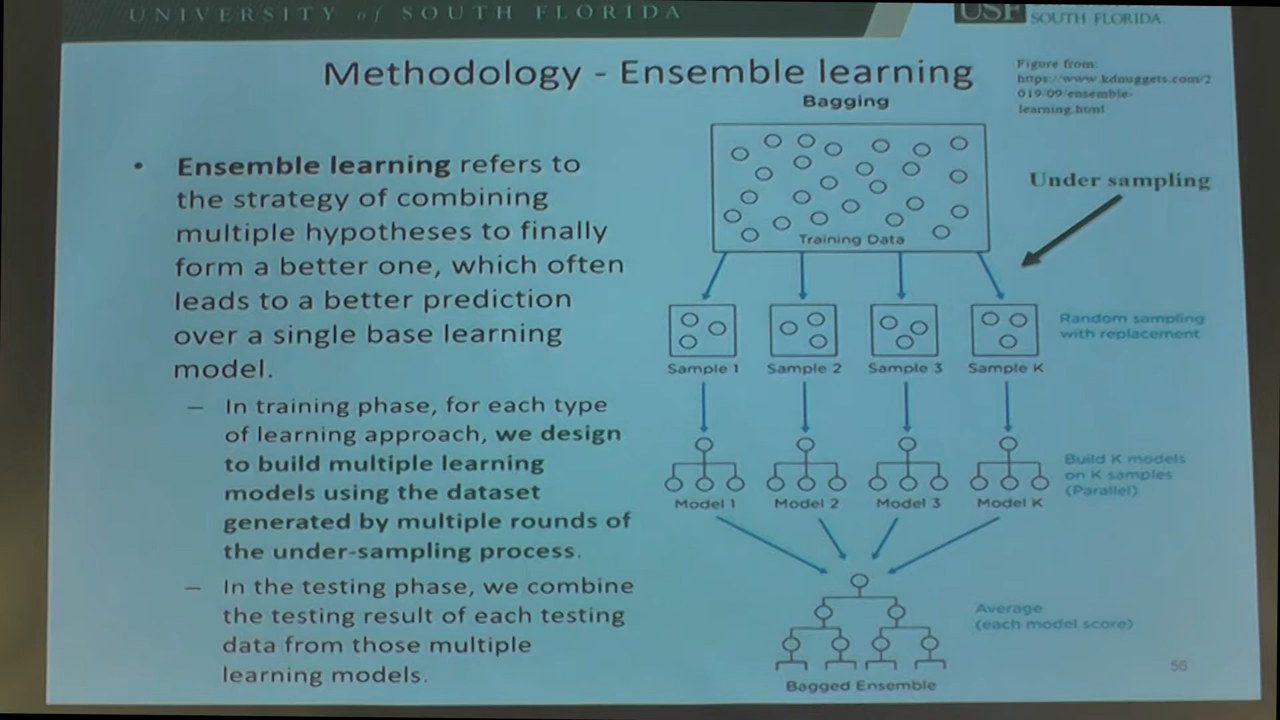 UNIVERSITY of SOUTH FLORIDA
USF
SOUTH FLORIDA
Methodology - Ensemble learning
Figure from:
https://www.kdnuggets.com/2
019/09/ensemble-
learning.html
Bagging
• Ensemble learning refers to
the strategy of combining
multiple hypotheses to finally
form a better one, which often
leads to a better prediction
over a single base learning
model.
– In training phase, for each type
of learning approach, we design
to build multiple learning
models using the dataset
generated by multiple rounds of
the under-sampling process.
– In the testing phase, we combine
the testing result of each testing
data from those multiple
learning models.
Under sampling
Training Data
Random sampling
with replacement
Sample 1 Sample 2 Sample 3 Sample K
Build K models
on K samples
(Parallel)
Model 1 Model 2 Model 3 Model K
Average
(each model score)
Bagged Ensemble
56